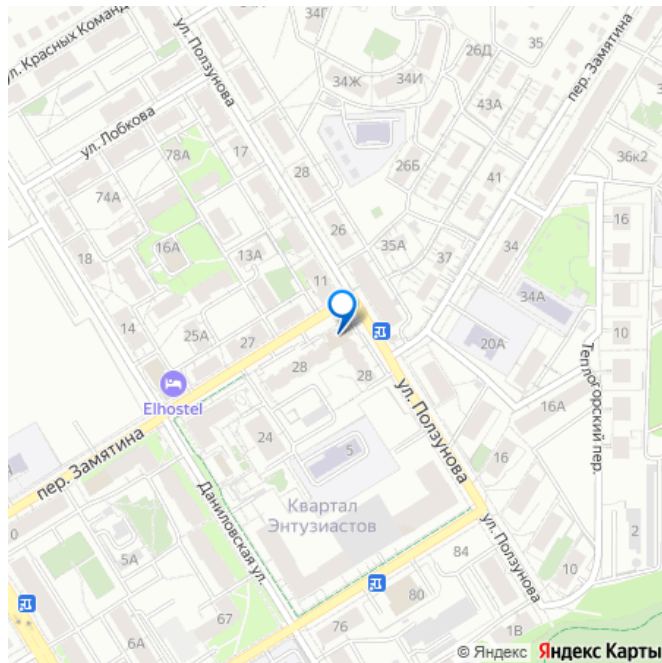 34Г
35
26Д
пер. Замятина
ул. Красных Команд
ул. Ползунова
34Ж
34И
43А
ул. Лобкова
78А
17
28
26Б
41
36к2
74А
16
18
16А
13А
26
35А
37
34
11
34А
14
25А
27
20А
10
28
28
Elhostel
Теплогорский пер.
ул. Ползунова
16А
24
5
16
пер. Замятина
Квартал
Энтузиастов
Даниловская ул.
ул. Ползунова
0
2
5А
84
10
80
67
76
1В
6А
© Яндекс Яндекс Карты